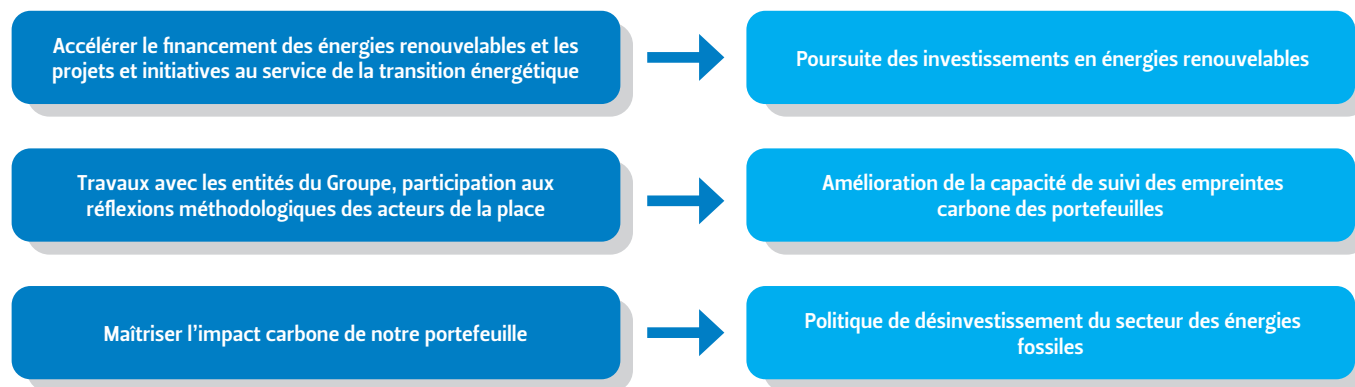 Accélérer le financement des énergies renouvelables et les
projets et initiatives au service de la transition énergétique
Poursuite des investissements en énergies renouvelables
Travaux avec les entités du Groupe, participation aux
réflexions méthodologiques des acteurs de la place
Amélioration de la capacité de suivi des empreintes
carbone des portefeuilles
Maîtriser l’impact carbone de notre portefeuille
Politique de désinvestissement du secteur des énergies
fossiles